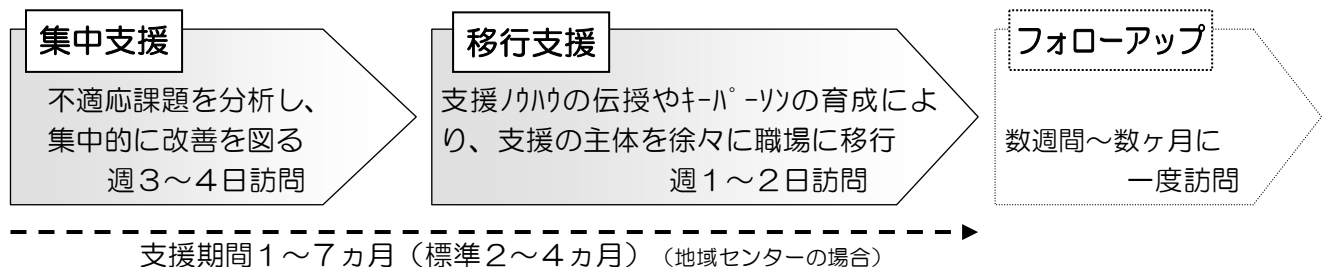 集中支援
不適応課題を分析し、
集中的に改善を図る
週３～４日訪問
移行支援
支援ﾉｳﾊｳの伝授やｷｰﾊﾟｰｿﾝの育成によ
り、支援の主体を徐々に職場に移行
週１～２日訪問
フォローアップ
数週間～数ヶ月に
一度訪問
支援期間１～７ヵ月（標準２～４ヵ月）（地域センターの場合）